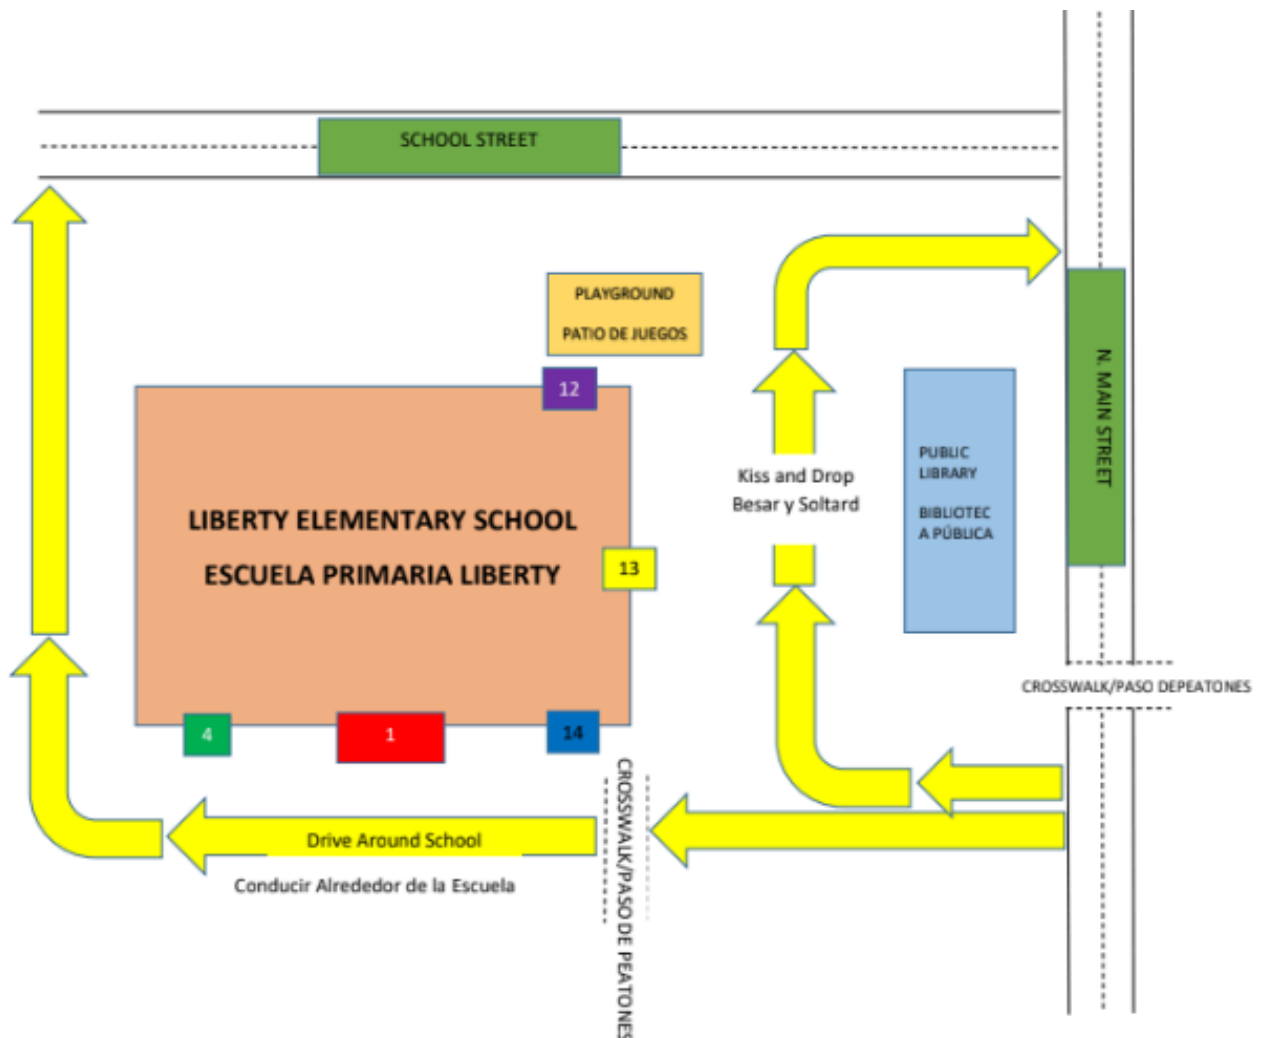 SCHOOL STREET
PLAYGROUND
PATIO DE JUEGOS
N. MAIN STREET
12
PUBLIC
LIBRARY
BIBLIOTEC
A PÚBLICA
Kiss and Drop
Besar y Soltard
LIBERTY ELEMENTARY SCHOOL
ESCUELA PRIMARIA LIBERTY
13
CROSSWALK/PASO DEPEATONES
4
1
14
CROSSWALK/PASO DE PEATONES
Drive Around School
Conducir Alrededor de la Escuela